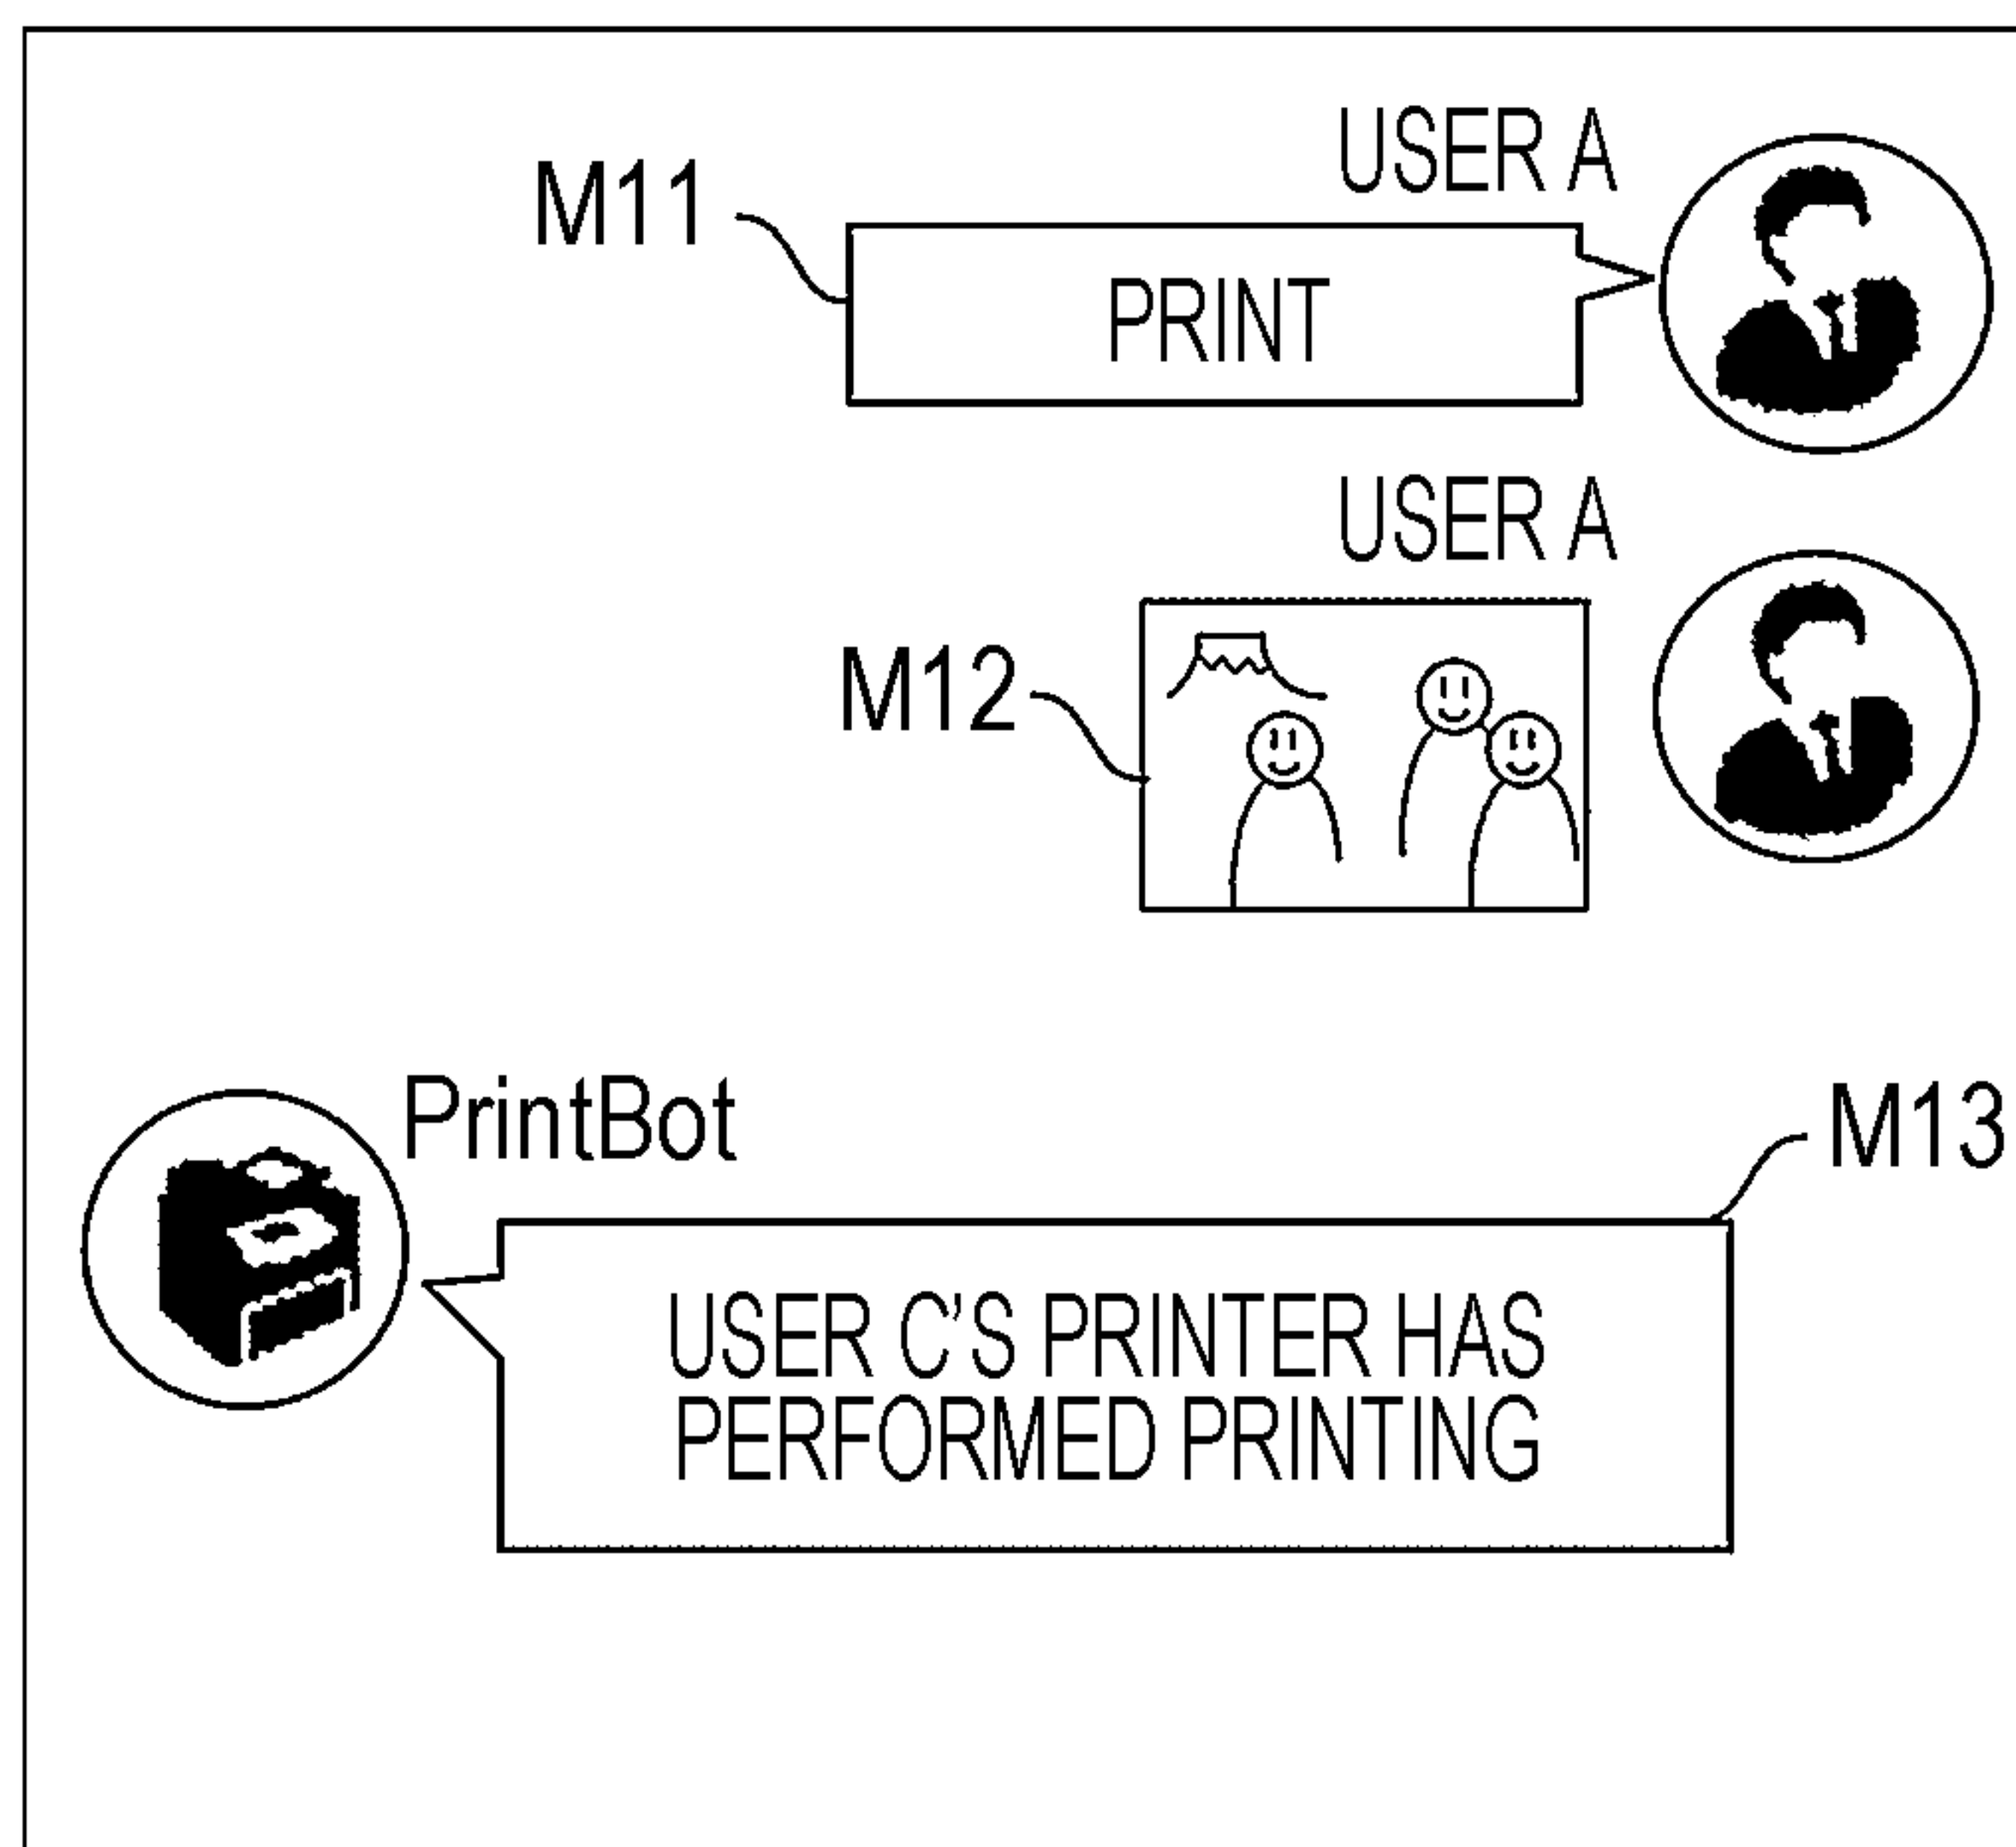 USER A
M11
PRINT
USER A
M12
PrintBot
M13
USER C'S PRINTER HAS
PERFORMED PRINTING